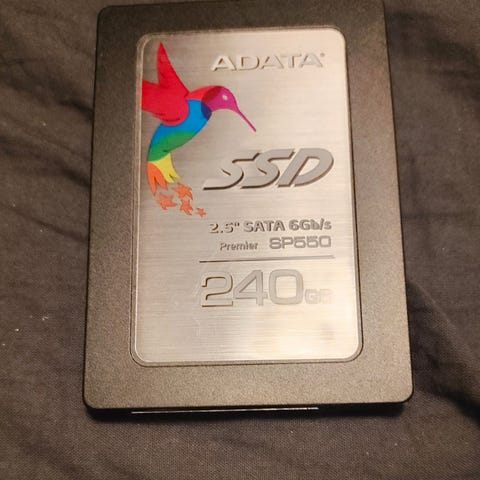 ADATA
SSD
2.5" SATA 6Gb/s
Premier SP550
240GB